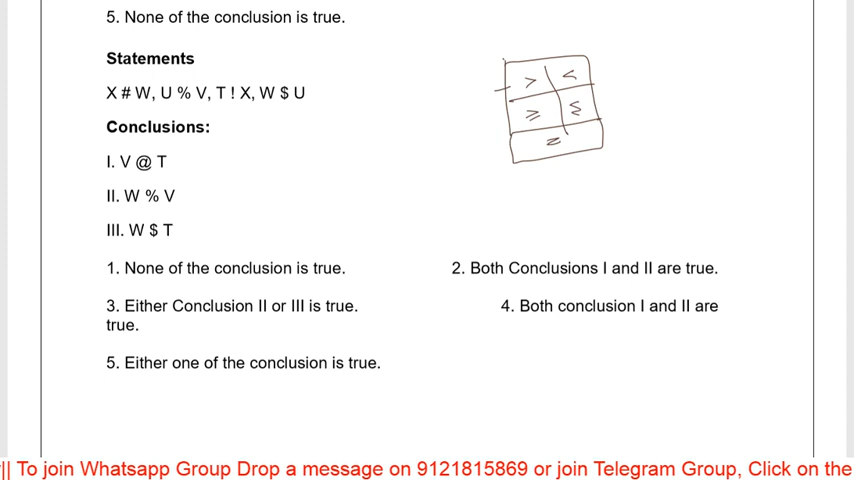 5. None of the conclusion is true.
Statements
X # W, U % V, T ! X, W $ U
> <
Conclusions:
≥ ≤
=
I. V @ T
II. W % V
III. W $ T
1. None of the conclusion is true. 2. Both Conclusions I and II are true.
3. Either Conclusion II or III is true. 4. Both conclusion I and II are
true.
5. Either one of the conclusion is true.
|| To join Whatsapp Group Drop a message on 9121815869 or join Telegram Group, Click on the